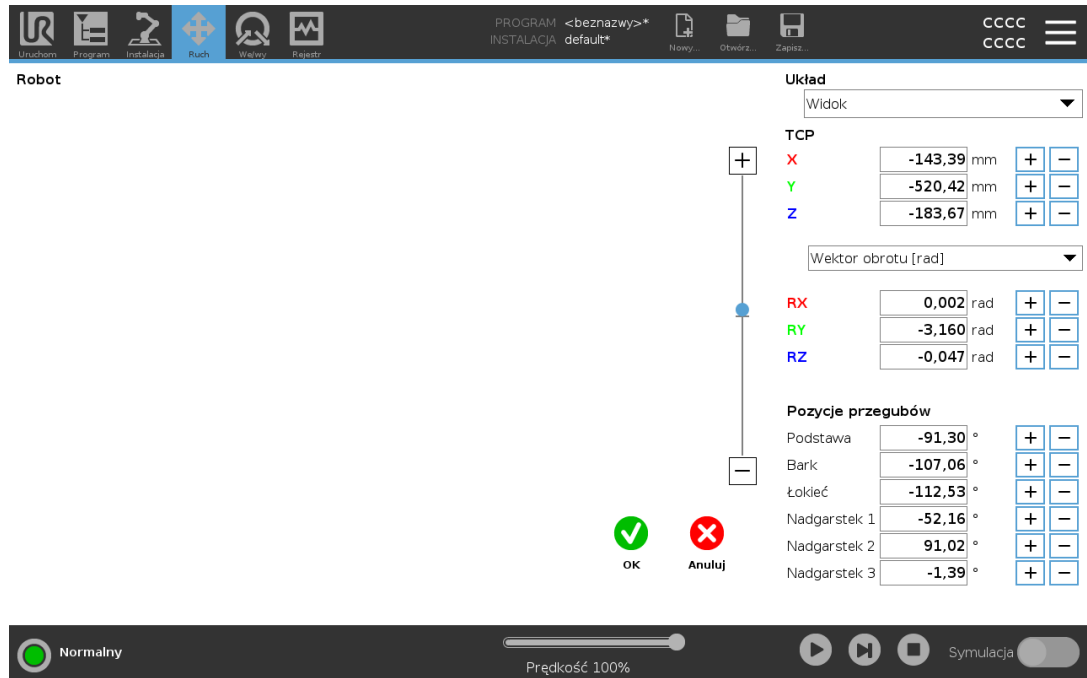 UR
Uruchom Program Instalacja Ruch We/wy Rejestr
PROGRAM <beznazwy>*
INSTALACJA default*
Nowy... Otwórz... Zapisz...
CCCC
CCCC
Robot
Układ
Widok
TCP
X -143,39 mm + −
Y -520,42 mm + −
Z -183,67 mm + −
Wektor obrotu [rad]
RX 0,002 rad + −
RY -3,160 rad + −
RZ -0,047 rad + −
Pozycje przegubów
Podstawa -91,30 ° + −
Bark -107,06 ° + −
Łokieć -112,53 ° + −
Nadgarstek 1 -52,16 ° + −
Nadgarstek 2 91,02 ° + −
Nadgarstek 3 -1,39 ° + −
+
−
OK Anuluj
Normalny
Prędkość 100%
Symulacja